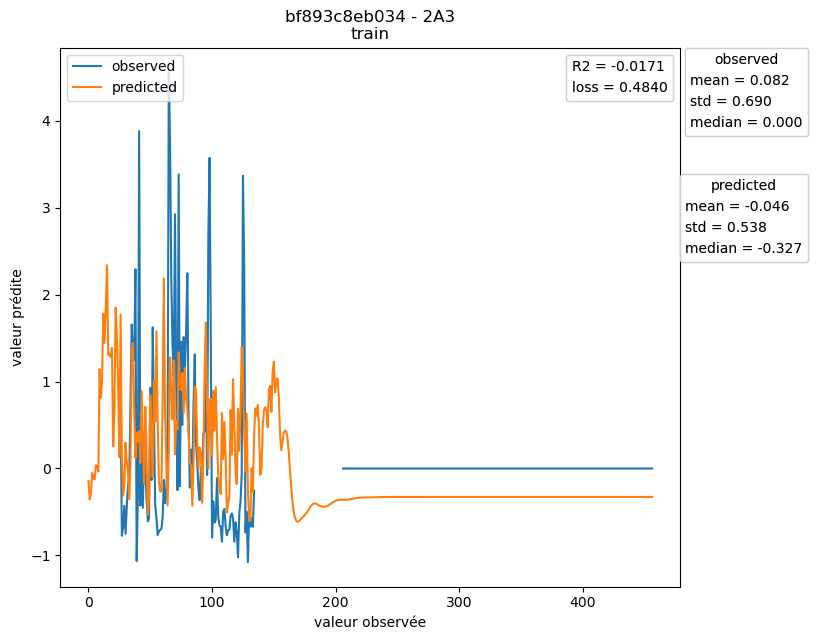 bf893c8eb034 - 2A3
train
observed
predicted
R2 = -0.0171
loss = 0.4840
observed
mean = 0.082
std = 0.690
median = 0.000
predicted
mean = -0.046
std = 0.538
median = -0.327
valeur prédite
4
3
2
1
0
−1
0
100
200
300
400
valeur observée